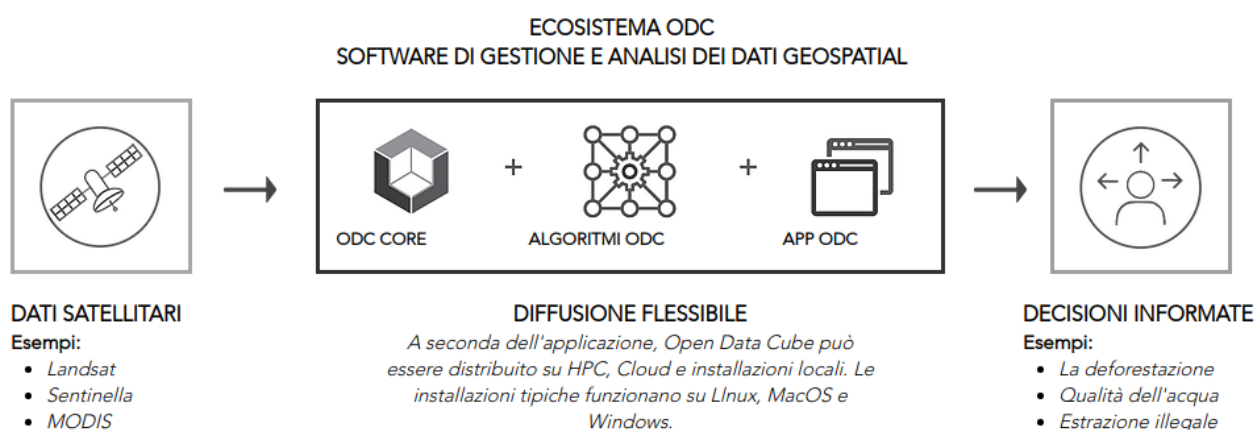 ECOSISTEMA ODC
SOFTWARE DI GESTIONE E ANALISI DEI DATI GEOSPATIAL
+
+
ODC CORE
ALGORITMI ODC
APP ODC
DATI SATELLITARI
Esempi:
• Landsat
• Sentinella
• MODIS
DIFFUSIONE FLESSIBILE
A seconda dell'applicazione, Open Data Cube può
essere distribuito su HPC, Cloud e installazioni locali. Le
installazioni tipiche funzionano su LInux, MacOS e
Windows.
DECISIONI INFORMATE
Esempi:
• La deforestazione
• Qualità dell'acqua
• Estrazione illegale